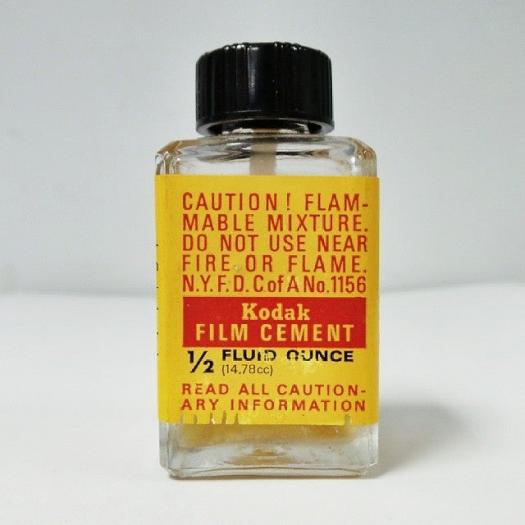 CAUTION! FLAM-
MABLE MIXTURE.
DO NOT USE NEAR
FIRE OR FLAME.
N.Y.F.D. C of A No. 1156
Kodak
FILM CEMENT
1/2 FLUID OUNCE
(14.78cc)
READ ALL CAUTION-
ARY INFORMATION